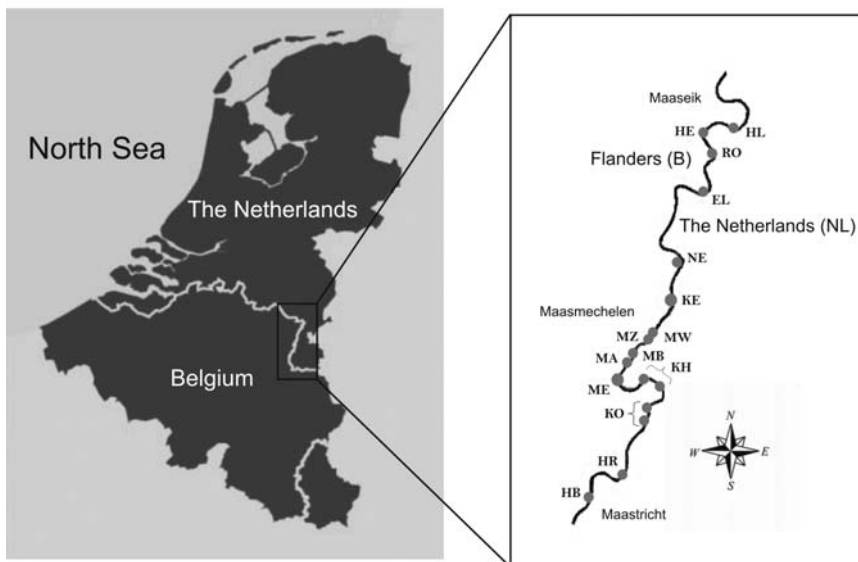 North Sea
The Netherlands
Belgium
Maaseik
HE
HL
RO
Flanders (B)
EL
The Netherlands (NL)
NE
KE
Maasmechelen
MZ
MW
MA
MB
KH
ME
KO
N
W
E
S
HR
HB
Maastricht